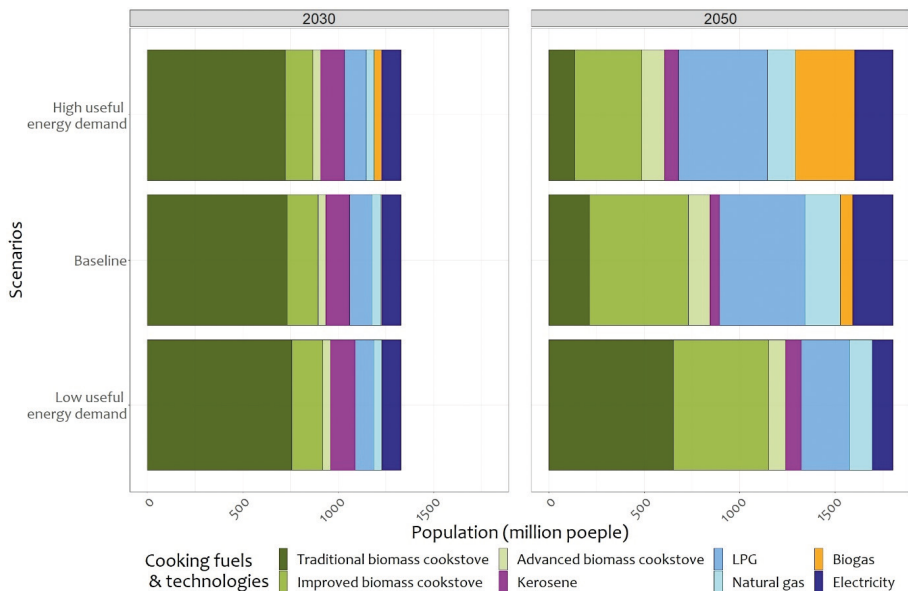 2030
2050
High useful
energy demand
Baseline
Low useful
energy demand
Scenarios
0
500
1000
1500
0
500
1000
1500
Population (million poeple)
Cooking fuels
& technologies
Traditional biomass cookstove
Advanced biomass cookstove
LPG
Biogas
Improved biomass cookstove
Kerosene
Natural gas
Electricity